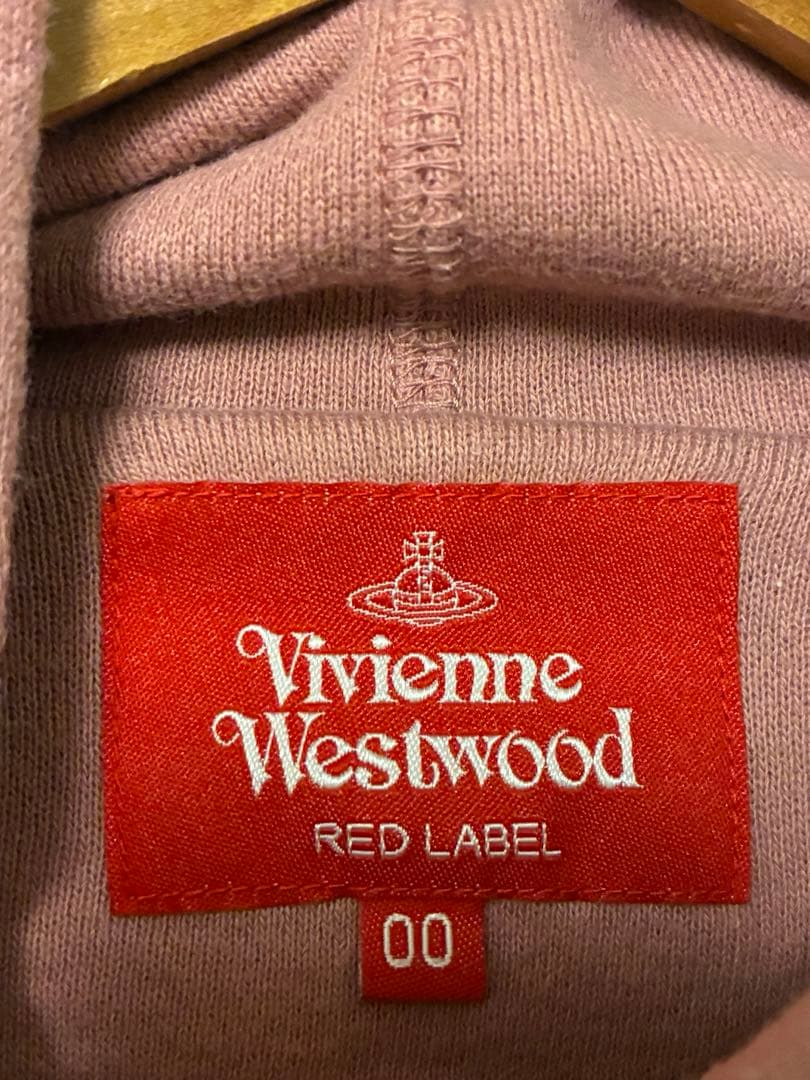 Vivienne
Westwood
RED LABEL
00